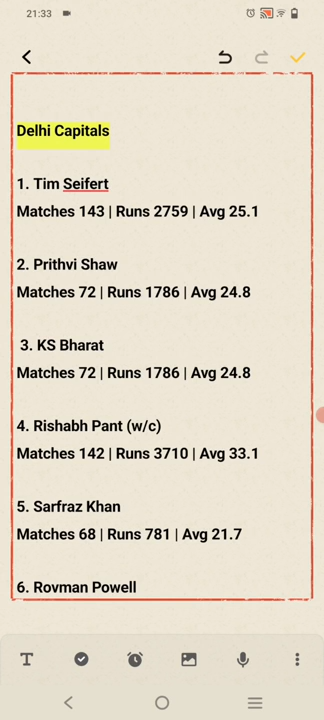 21:33
Delhi Capitals
1. Tim Seifert
Matches 143 | Runs 2759 | Avg 25.1
2. Prithvi Shaw
Matches 72 | Runs 1786 | Avg 24.8
3. KS Bharat
Matches 72 | Runs 1786 | Avg 24.8
4. Rishabh Pant (w/c)
Matches 142 | Runs 3710 | Avg 33.1
5. Sarfraz Khan
Matches 68 | Runs 781 | Avg 21.7
6. Rovman Powell
T